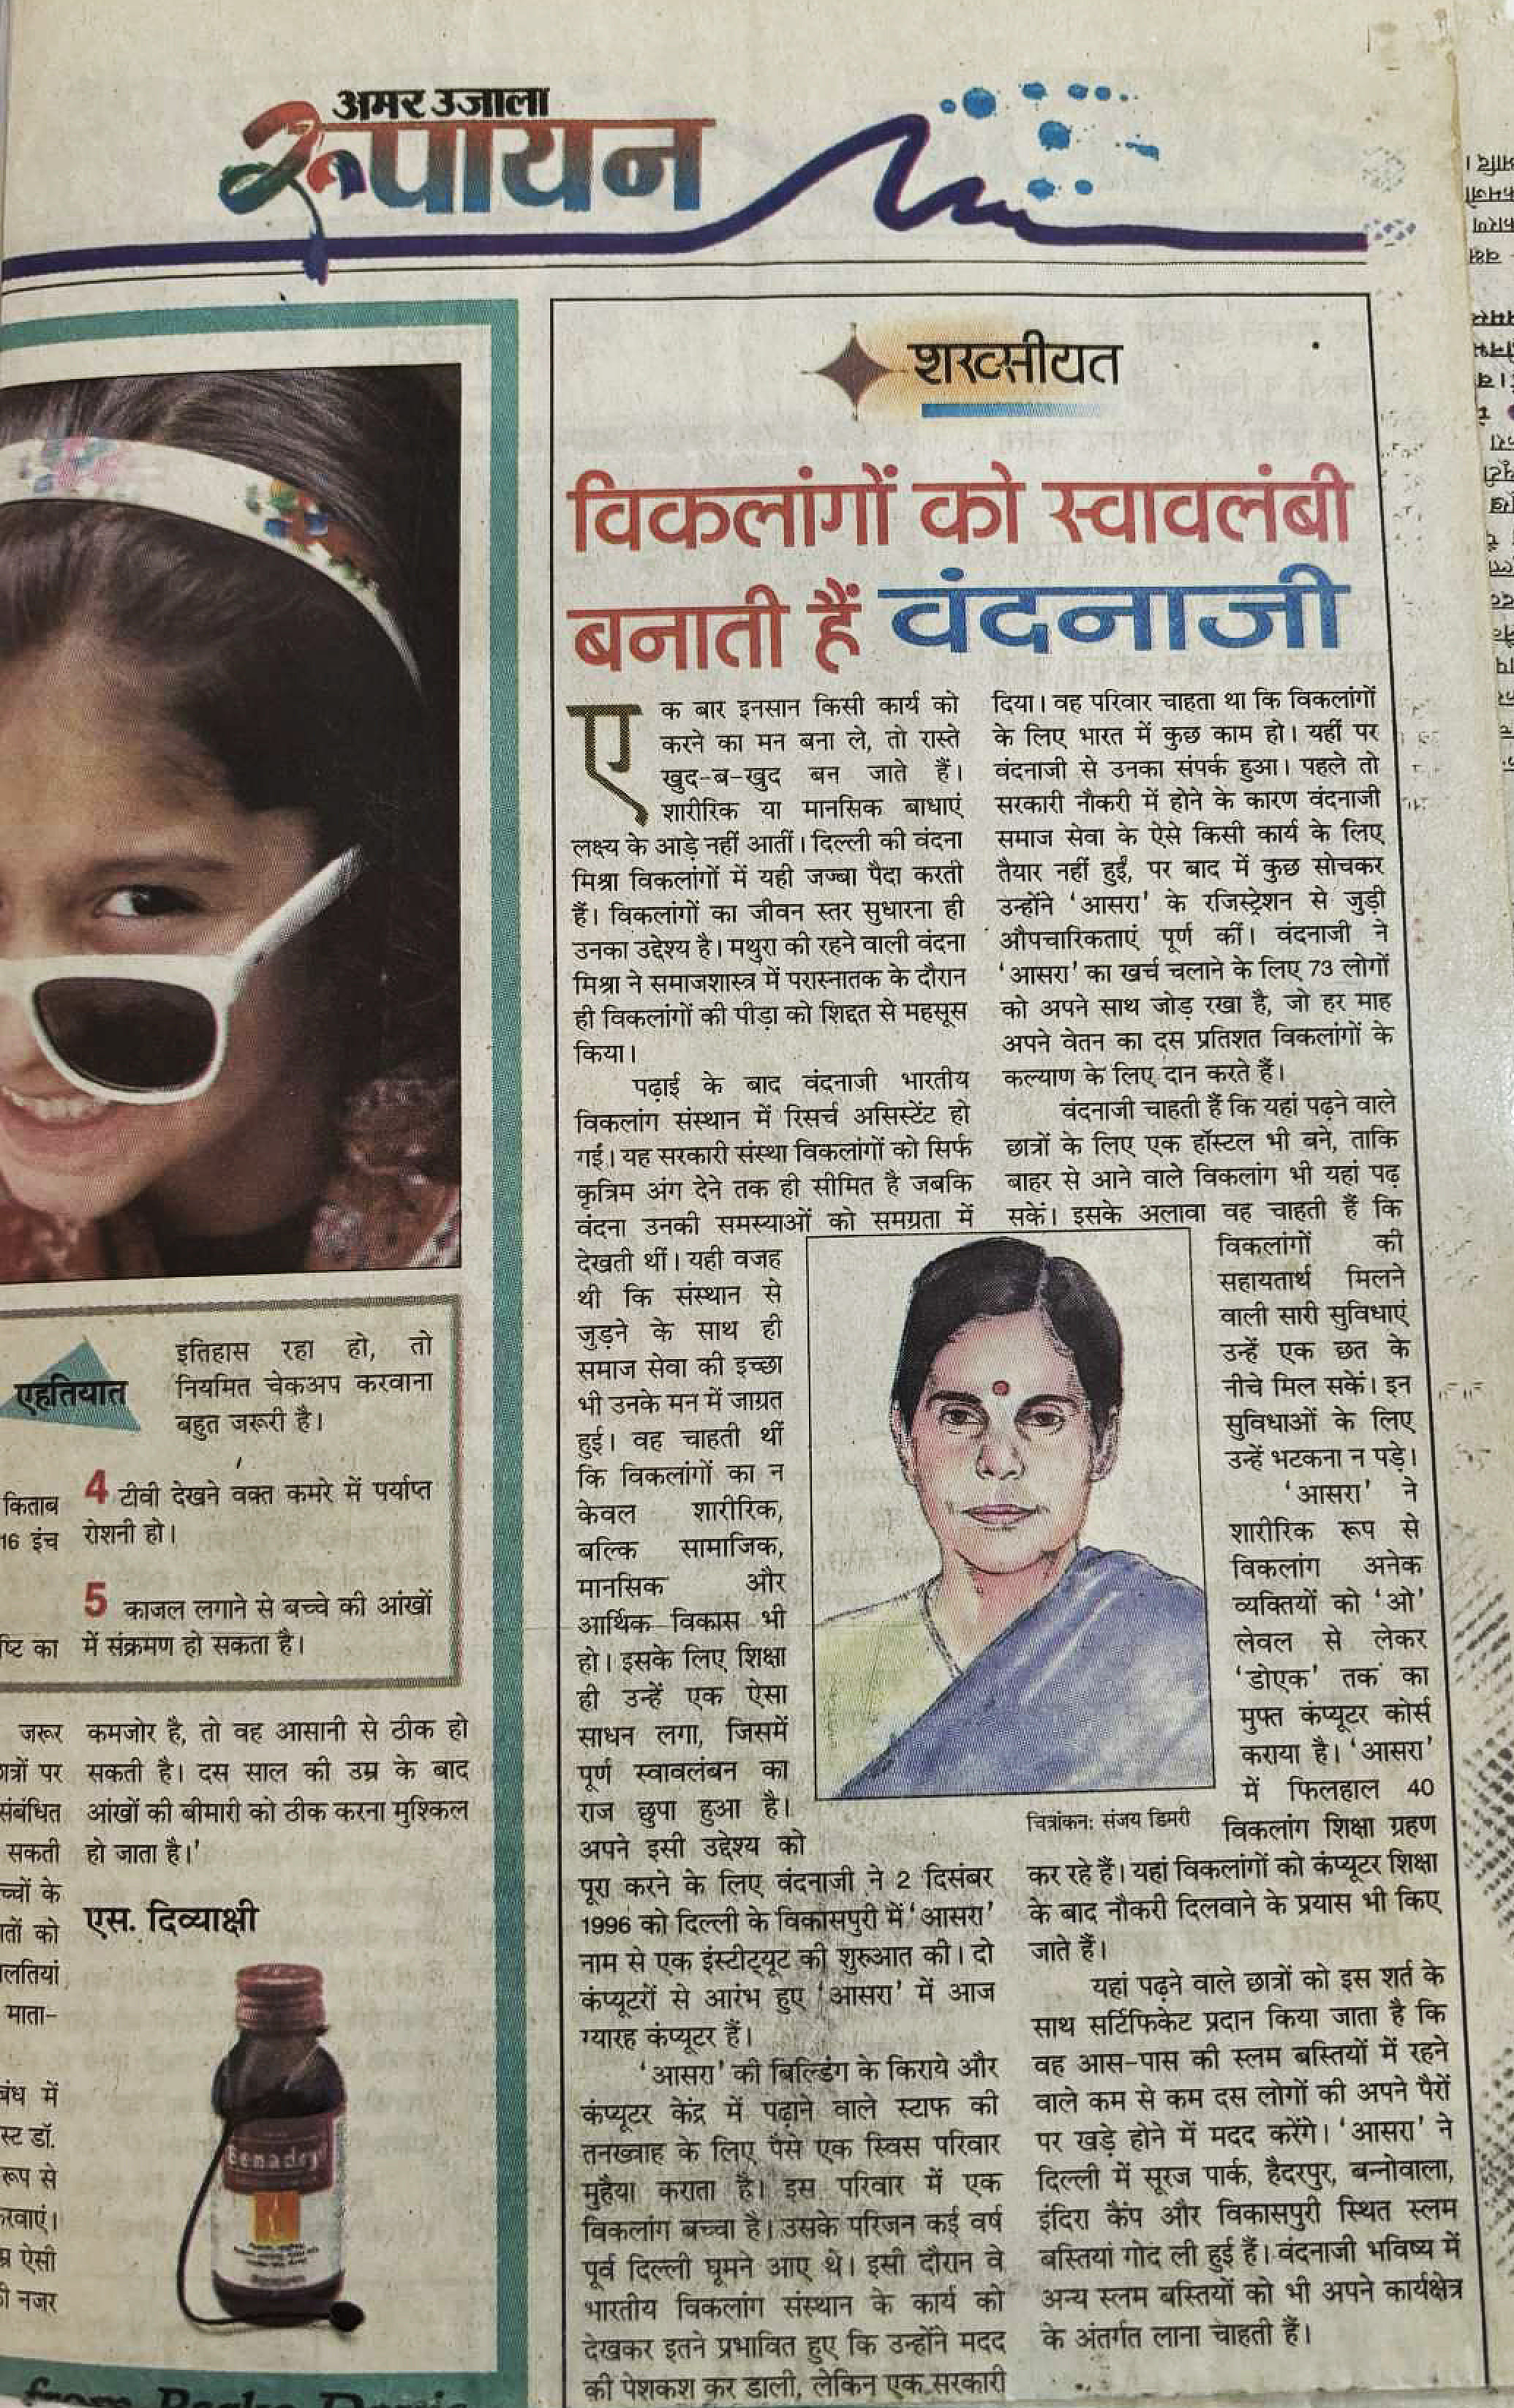 अमर उजाला
रूपायन
शख्सीयत
विकलांगों को स्वावलंबी
बनाती हैं वंदनाजी
एक बार इनसान किसी कार्य को
करने का मन बना ले, तो रास्ते
खुद-ब-खुद बन जाते हैं।
शारीरिक या मानसिक बाधाएं
लक्ष्य के आड़े नहीं आतीं। दिल्ली की वंदना
मिश्रा विकलांगों में यही जज्बा पैदा करती
हैं। विकलांगों का जीवन स्तर सुधारना ही
उनका उद्देश्य है। मथुरा की रहने वाली वंदना
मिश्रा ने समाजशास्त्र में परास्नातक के दौरान
ही विकलांगों की पीड़ा को शिद्दत से महसूस
किया।
पढ़ाई के बाद वंदनाजी भारतीय
विकलांग संस्थान में रिसर्च असिस्टेंट हो
गईं। यह सरकारी संस्था विकलांगों को सिर्फ
कृत्रिम अंग देने तक ही सीमित है जबकि
वंदना उनकी समस्याओं को समग्रता में
देखती थीं। यही वजह
थी कि संस्थान से
जुड़ने के साथ ही
समाज सेवा की इच्छा
भी उनके मन में जाग्रत
हुई। वह चाहती थीं
कि विकलांगों का न
केवल शारीरिक,
बल्कि सामाजिक,
मानसिक और
आर्थिक विकास भी
हो। इसके लिए शिक्षा
ही उन्हें एक ऐसा
साधन लगा, जिसमें
पूर्ण स्वावलंबन का
राज छुपा हुआ है।
अपने इसी उद्देश्य को
पूरा करने के लिए वंदनाजी ने 2 दिसंबर
1996 को दिल्ली के विकासपुरी में 'आसरा'
नाम से एक इंस्टीट्यूट की शुरुआत की। दो
कंप्यूटरों से आरंभ हुए 'आसरा' में आज
ग्यारह कंप्यूटर हैं।
'आसरा' की बिल्डिंग के किराये और
कंप्यूटर केंद्र में पढ़ाने वाले स्टाफ की
तनख्वाह के लिए पैसे एक स्विस परिवार
मुहैया कराता है। इस परिवार में एक
विकलांग बच्चा है। उसके परिजन कई वर्ष
पूर्व दिल्ली घूमने आए थे। इसी दौरान वे
भारतीय विकलांग संस्थान के कार्य को
देखकर इतने प्रभावित हुए कि उन्होंने मदद
की पेशकश कर डाली, लेकिन एक सरकारी
दिया। वह परिवार चाहता था कि विकलांगों
के लिए भारत में कुछ काम हो। यहीं पर
वंदनाजी से उनका संपर्क हुआ। पहले तो
सरकारी नौकरी में होने के कारण वंदनाजी
समाज सेवा के ऐसे किसी कार्य के लिए
तैयार नहीं हुईं, पर बाद में कुछ सोचकर
उन्होंने 'आसरा' के रजिस्ट्रेशन से जुड़ी
औपचारिकताएं पूर्ण कीं। वंदनाजी ने
'आसरा' का खर्च चलाने के लिए 73 लोगों
को अपने साथ जोड़ रखा है, जो हर माह
अपने वेतन का दस प्रतिशत विकलांगों के
कल्याण के लिए दान करते हैं।
वंदनाजी चाहती हैं कि यहां पढ़ने वाले
छात्रों के लिए एक हॉस्टल भी बने, ताकि
बाहर से आने वाले विकलांग भी यहां पढ़
सकें। इसके अलावा वह चाहती हैं कि
विकलांगों की
सहायतार्थ मिलने
वाली सारी सुविधाएं
उन्हें एक छत के
नीचे मिल सकें। इन
सुविधाओं के लिए
उन्हें भटकना न पड़े।
'आसरा' ने
शारीरिक रूप से
विकलांग अनेक
व्यक्तियों को 'ओ'
लेवल से लेकर
'डोएक' तक का
मुफ्त कंप्यूटर कोर्स
कराया है। 'आसरा'
में फिलहाल 40
विकलांग शिक्षा ग्रहण
कर रहे हैं। यहां विकलांगों को कंप्यूटर शिक्षा
के बाद नौकरी दिलवाने के प्रयास भी किए
जाते हैं।
यहां पढ़ने वाले छात्रों को इस शर्त के
साथ सर्टिफिकेट प्रदान किया जाता है कि
वह आस-पास की स्लम बस्तियों में रहने
वाले कम से कम दस लोगों की अपने पैरों
पर खड़े होने में मदद करेंगे। 'आसरा' ने
दिल्ली में सूरज पार्क, हैदरपुर, बन्नोवाला,
इंदिरा कैंप और विकासपुरी स्थित स्लम
बस्तियां गोद ली हुई हैं। वंदनाजी भविष्य में
अन्य स्लम बस्तियों को भी अपने कार्यक्षेत्र
के अंतर्गत लाना चाहती हैं।
चित्रांकन: संजय डिमरी
एहतियात
इतिहास रहा हो, तो
नियमित चेकअप करवाना
बहुत जरूरी है।
4 टीवी देखने वक्त कमरे में पर्याप्त
रोशनी हो।
5 काजल लगाने से बच्चे की आंखों
में संक्रमण हो सकता है।
किताब
16 इंच
का
जरूर
पर
संबंधित
सकती
के
को
माता-
में
डॉ.
रूप से
ऐसी
नजर
कमजोर है, तो वह आसानी से ठीक हो
सकती है। दस साल की उम्र के बाद
आंखों की बीमारी को ठीक करना मुश्किल
हो जाता है।'
एस. दिव्याक्षी
Benadryl